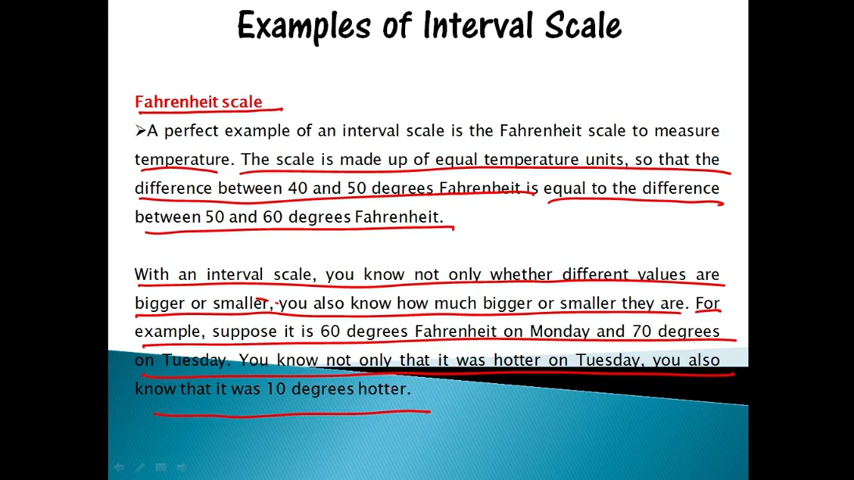 Examples of Interval Scale
Fahrenheit scale
➢A perfect example of an interval scale is the Fahrenheit scale to measure
temperature. The scale is made up of equal temperature units, so that the
difference between 40 and 50 degrees Fahrenheit is equal to the difference
between 50 and 60 degrees Fahrenheit.
With an interval scale, you know not only whether different values are
bigger or smaller, you also know how much bigger or smaller they are. For
example, suppose it is 60 degrees Fahrenheit on Monday and 70 degrees
on Tuesday. You know not only that it was hotter on Tuesday, you also
know that it was 10 degrees hotter.